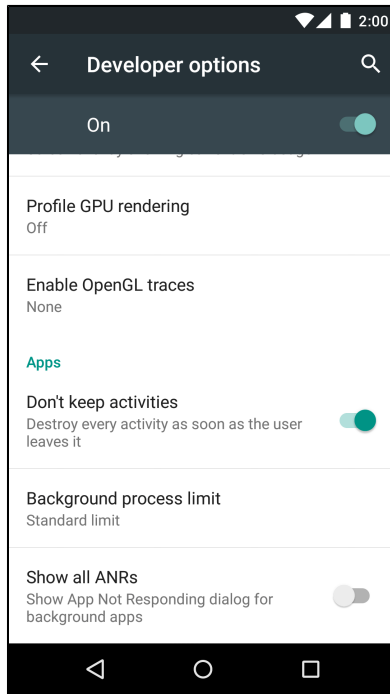 2:00
Developer options
On
Profile GPU rendering
Off
Enable OpenGL traces
None
Apps
Don't keep activities
Destroy every activity as soon as the user
leaves it
Background process limit
Standard limit
Show all ANRs
Show App Not Responding dialog for
background apps